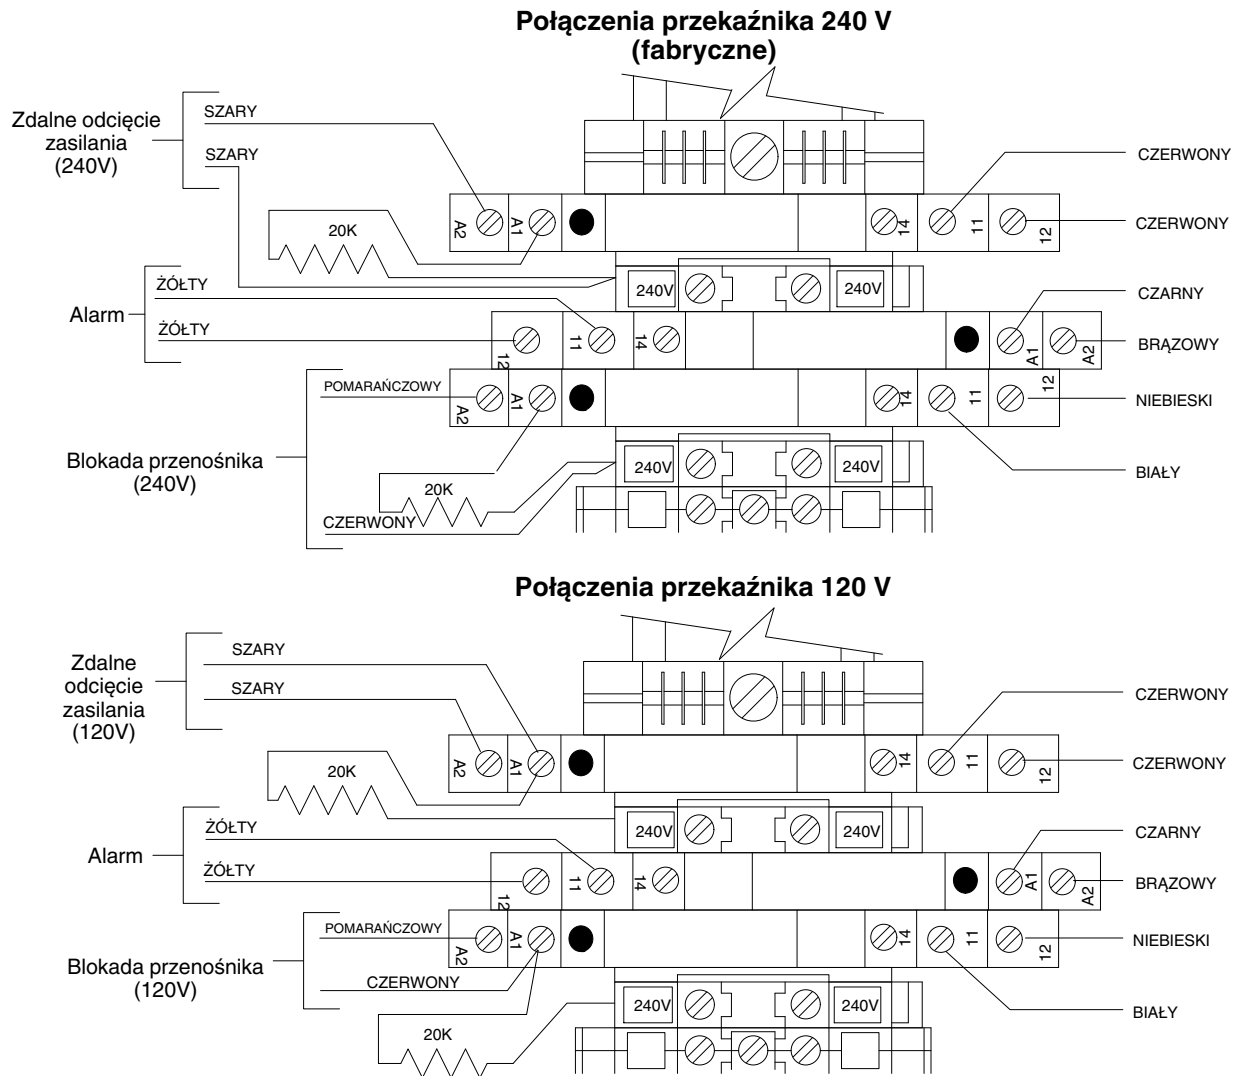 Połączenia przekaźnika 240 V
(fabryczne)
Zdalne odcięcie
zasilania
(240V)
SZARY
SZARY
CZERWONY
A2
A1
14
11
12
CZERWONY
20K
240V
240V
CZARNY
Alarm
ŻÓŁTY
ŻÓŁTY
12
11
14
A1
A2
BRĄZOWY
POMARAŃCZOWY
A2
A1
14
11
12
NIEBIESKI
Blokada przenośnika
(240V)
240V
240V
BIAŁY
20K
CZERWONY
Połączenia przekaźnika 120 V
Zdalne
odcięcie
zasilania
(120V)
SZARY
SZARY
CZERWONY
A2
A1
14
11
12
CZERWONY
20K
240V
240V
CZARNY
Alarm
ŻÓŁTY
ŻÓŁTY
12
11
14
A1
A2
BRĄZOWY
POMARAŃCZOWY
A2
A1
14
11
12
NIEBIESKI
Blokada przenośnika
(120V)
CZERWONY
240V
240V
BIAŁY
20K